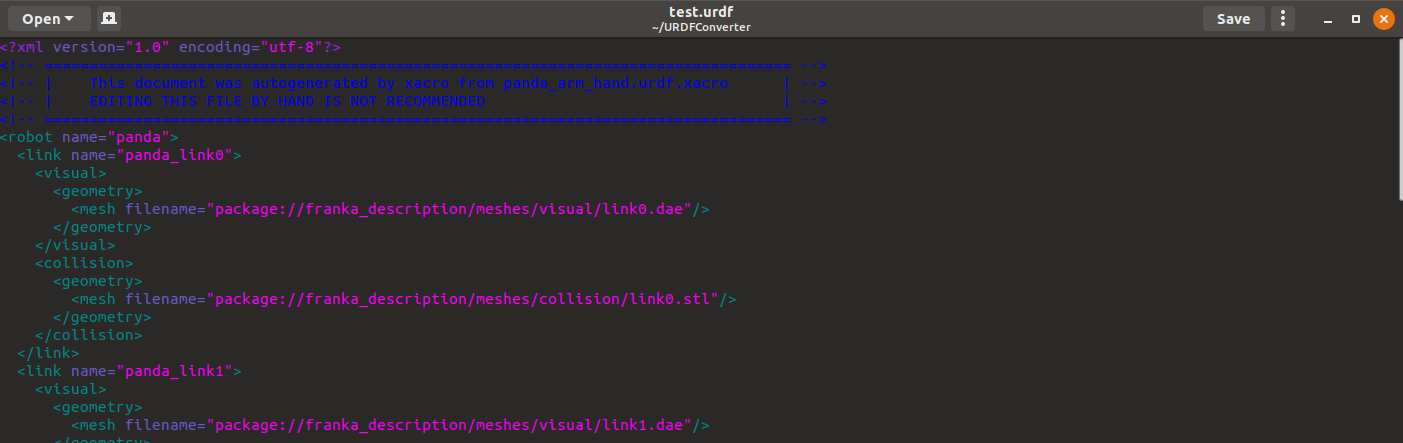 Open
test.urdf
~/URDFConverter
Save
<?xml version="1.0" encoding="utf-8"?>
<!-- =================================================================================== -->
<!-- |    This document was autogenerated by xacro from panda_arm_hand.urdf.xacro      | -->
<!-- |    EDITING THIS FILE BY HAND IS NOT RECOMMENDED                                 | -->
<!-- =================================================================================== -->
<robot name="panda">
  <link name="panda_link0">
    <visual>
      <geometry>
        <mesh filename="package://franka_description/meshes/visual/link0.dae"/>
      </geometry>
    </visual>
    <collision>
      <geometry>
        <mesh filename="package://franka_description/meshes/collision/link0.stl"/>
      </geometry>
    </collision>
  </link>
  <link name="panda_link1">
    <visual>
      <geometry>
        <mesh filename="package://franka_description/meshes/visual/link1.dae"/>
      </geometry>